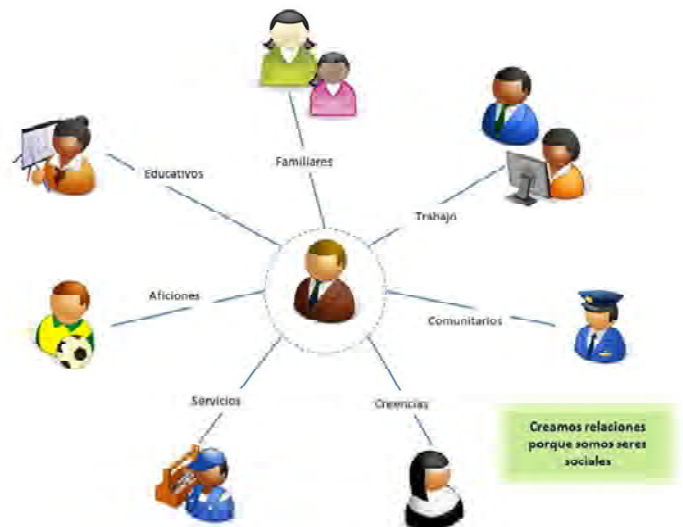 Familiares
Educativos
Trabajo
Aficiones
Comunitarios
Servicios
Creencias
Creamos relaciones
porque somos seres
sociales